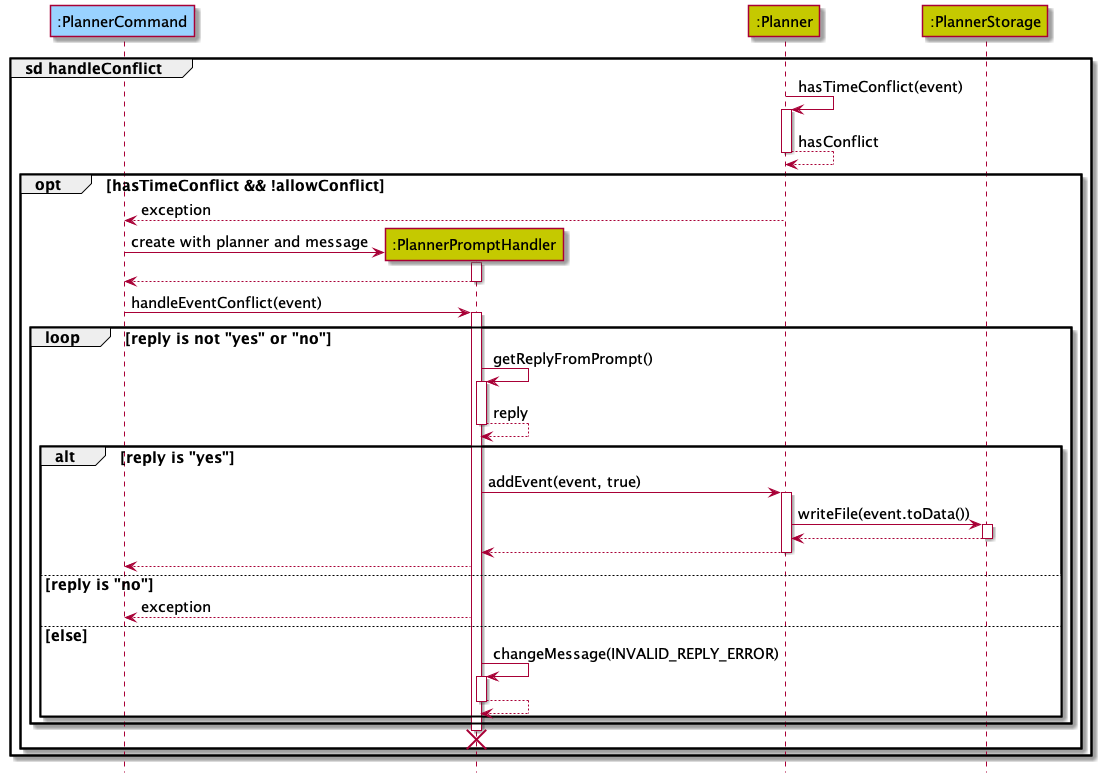 :PlannerCommand
:Planner
:PlannerStorage
sd handleConflict
hasTimeConflict(event)
hasConflict
opt
[hasTimeConflict && !allowConflict]
exception
create with planner and message
:PlannerPromptHandler
handleEventConflict(event)
loop
[reply is not "yes" or "no"]
getReplyFromPrompt()
reply
alt
[reply is "yes"]
addEvent(event, true)
writeFile(event.toData())
[reply is "no"]
exception
[else]
changeMessage(INVALID_REPLY_ERROR)